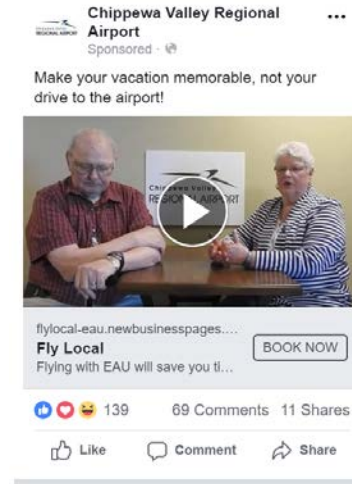 Chippewa Valley Regional
Airport
Sponsored ·
Make your vacation memorable, not your
drive to the airport!
Chippewa Valley
REGIONAL AIRPORT
flylocal-eau.newbusinesspages....
Fly Local
BOOK NOW
Flying with EAU will save you ti...
139
69 Comments 11 Shares
Like Comment Share